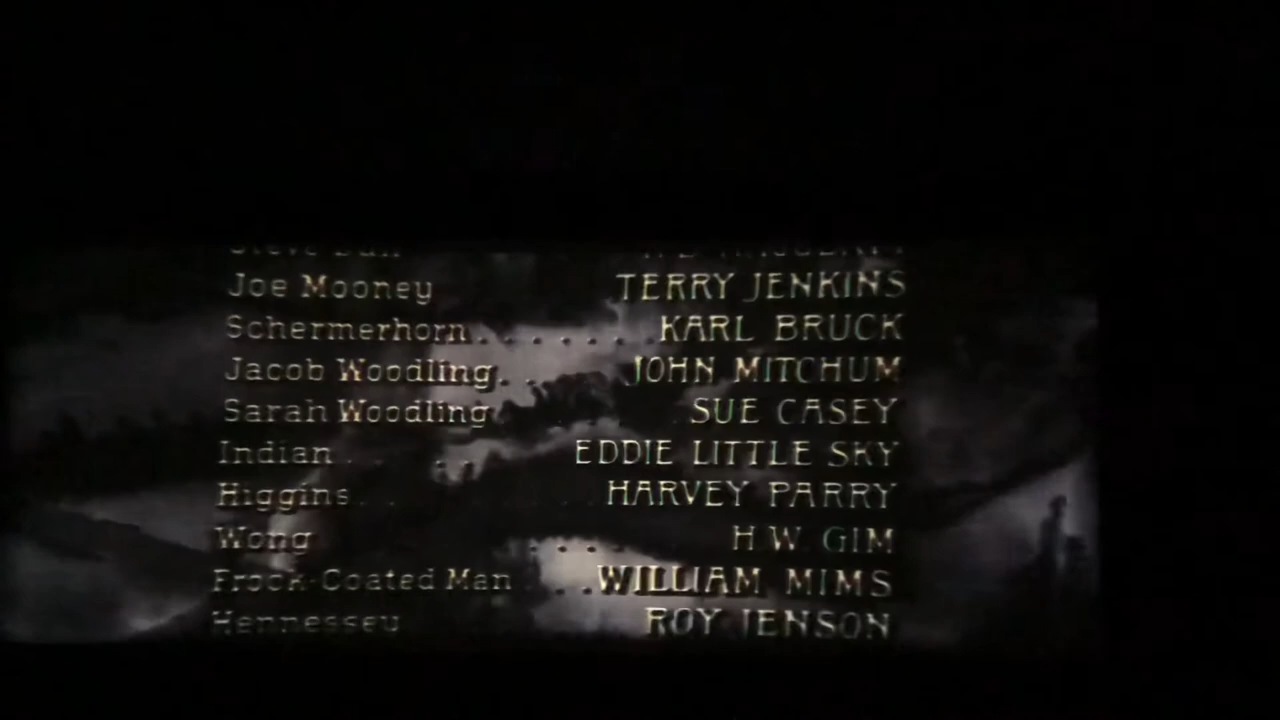 Joe Mooney TERRY JENKINS
Schermerhorn........ KARL BRUCK
Jacob Woodling.. JOHN MITCHUM
Sarah Woodling SUE CASEY
Indian EDDIE LITTLE SKY
Higgins HARVEY PARRY
Wong .... H.W. GIM
Frock-Coated Man ...WILLIAM MIMS
Hennessey ROY JENSON